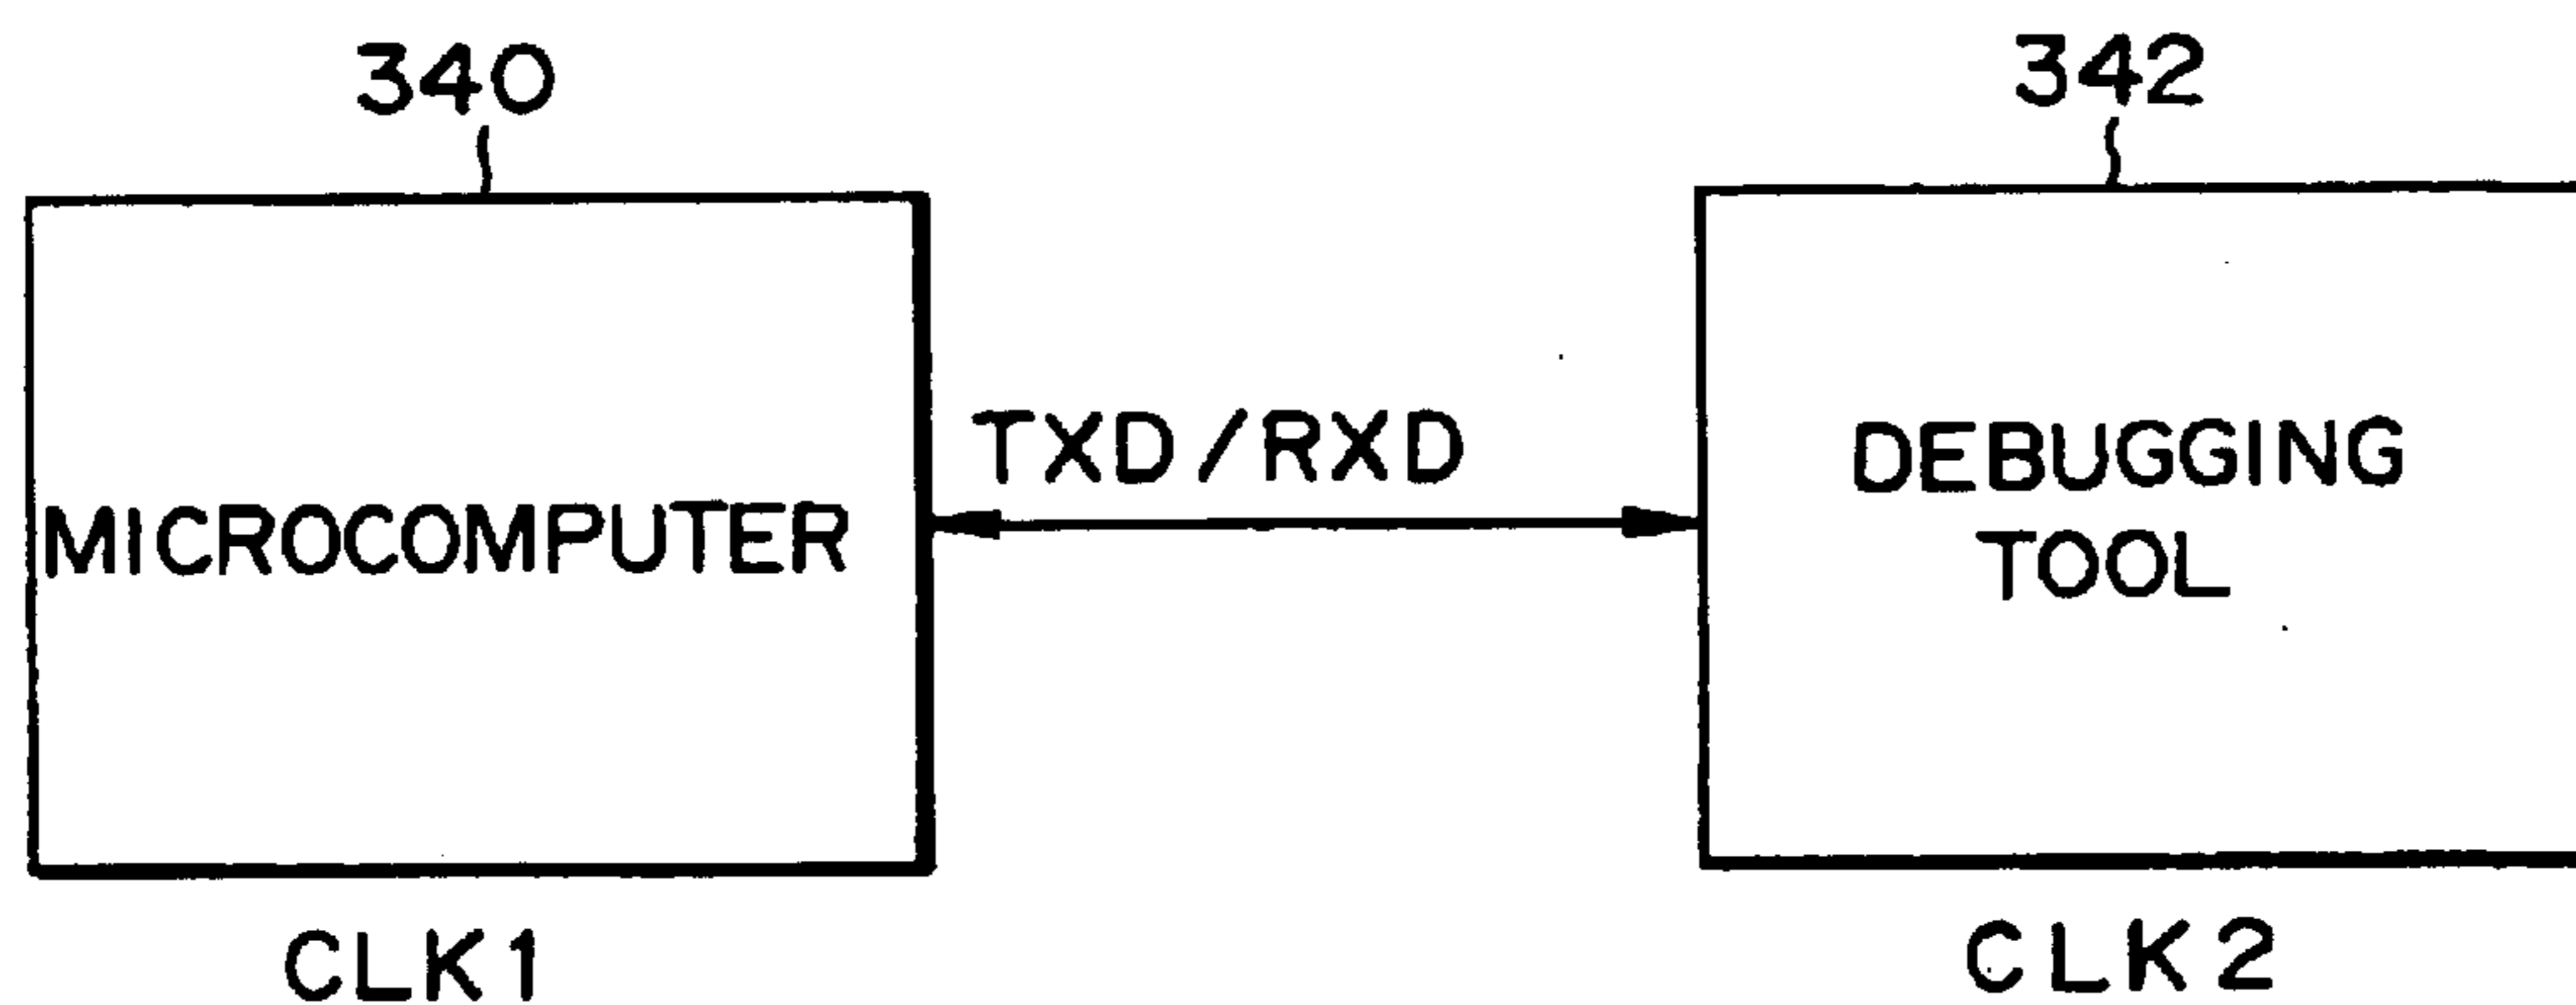 340
342
MICROCOMPUTER
TXD/RXD
DEBUGGING
TOOL
CLK1
CLK2